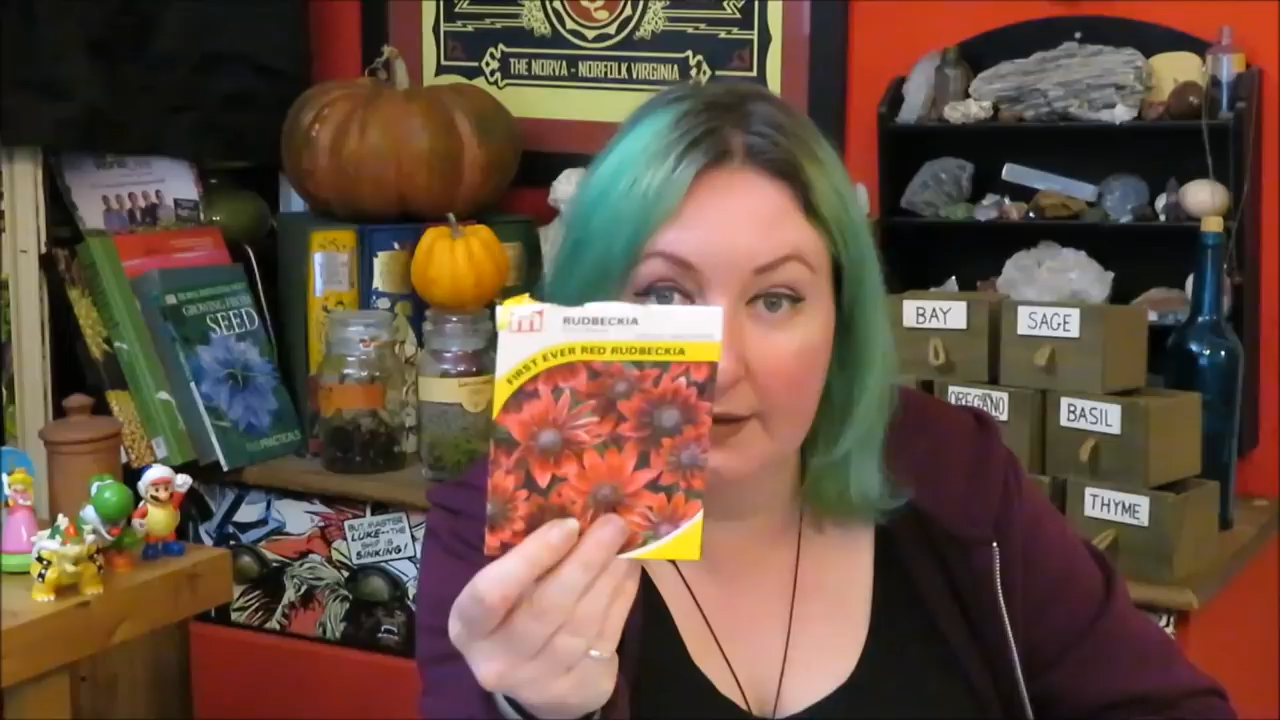 THE NORVA - NORFOLK VIRGINIA
GROWING FROM
SEED
RUDBECKIA
FIRST EVER RED RUDBECKIA
BAY
SAGE
OREGANO
BASIL
THYME
BUT MASTER
LUKE--THE
SHIP IS
SINKING!